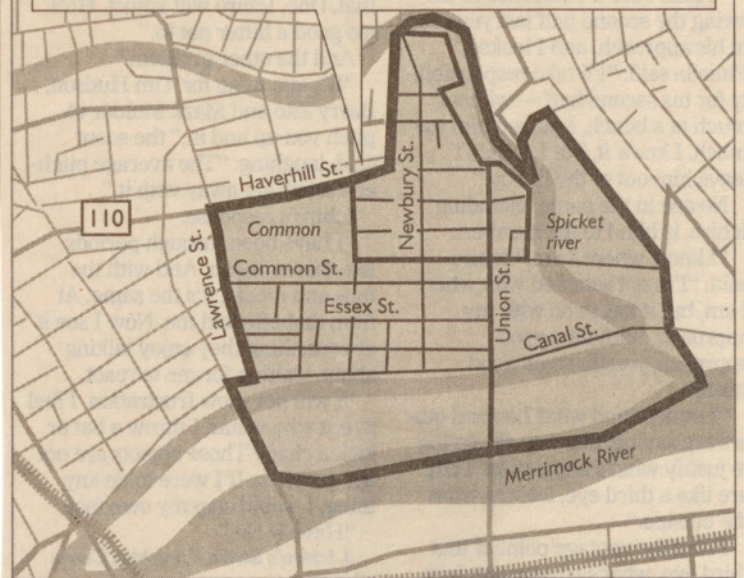 Haverhill St.
110
Common
Newbury St.
Spicket
river
Lawrence St.
Common St.
Essex St.
Union St.
Canal St.
Merrimack River